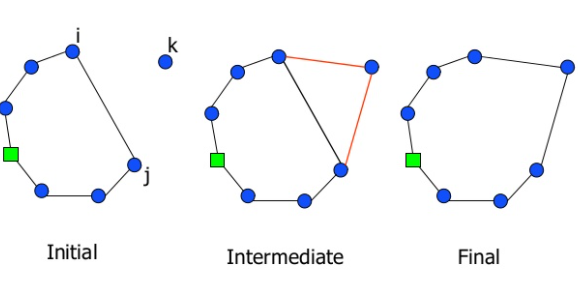 i
k
j
Initial
Intermediate
Final